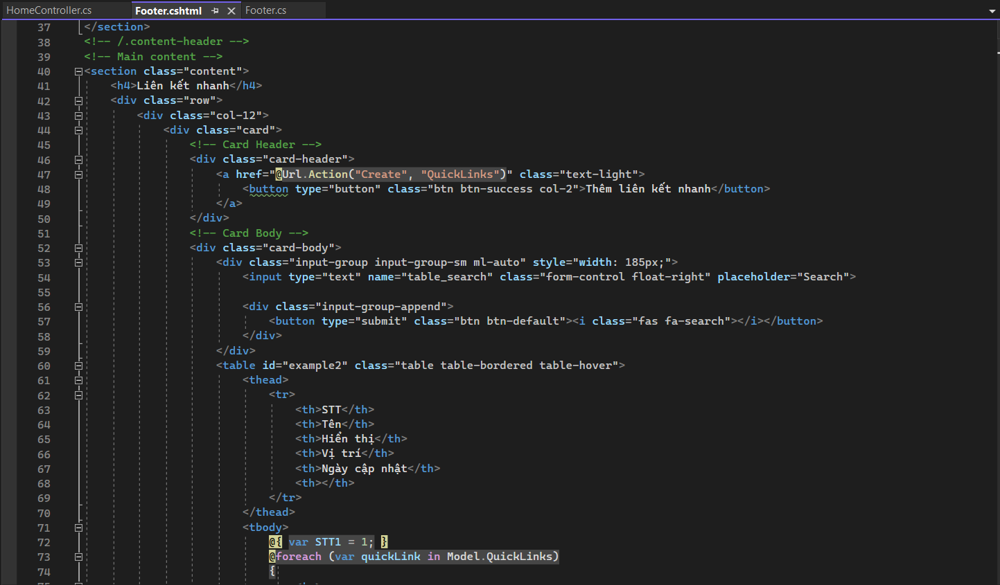 HomeController.cs Footer.cshtml Footer.cs
37 </section>
38 <!-- /.content-header -->
39 <!-- Main content -->
40 <section class="content">
41 <h4>Liên kết nhanh</h4>
42 <div class="row">
43 <div class="col-12">
44 <div class="card">
45 <!-- Card Header -->
46 <div class="card-header">
47 <a href="@Url.Action("Create", "QuickLinks")" class="text-light">
48 <button type="button" class="btn btn-success col-2">Thêm liên kết nhanh</button>
49 </a>
50 </div>
51 <!-- Card Body -->
52 <div class="card-body">
53 <div class="input-group input-group-sm ml-auto" style="width: 185px;">
54 <input type="text" name="table_search" class="form-control float-right" placeholder="Search">
55
56 <div class="input-group-append">
57 <button type="submit" class="btn btn-default"><i class="fas fa-search"></i></button>
58 </div>
59 </div>
60 <table id="example2" class="table table-bordered table-hover">
61 <thead>
62 <tr>
63 <th>STT</th>
64 <th>Tên</th>
65 <th>Hiển thị</th>
66 <th>Vị trí</th>
67 <th>Ngày cập nhật</th>
68 <th></th>
69 </tr>
70 </thead>
71 <tbody>
72 @{ var STT1 = 1; }
73 @foreach (var quickLink in Model.QuickLinks)
74 {